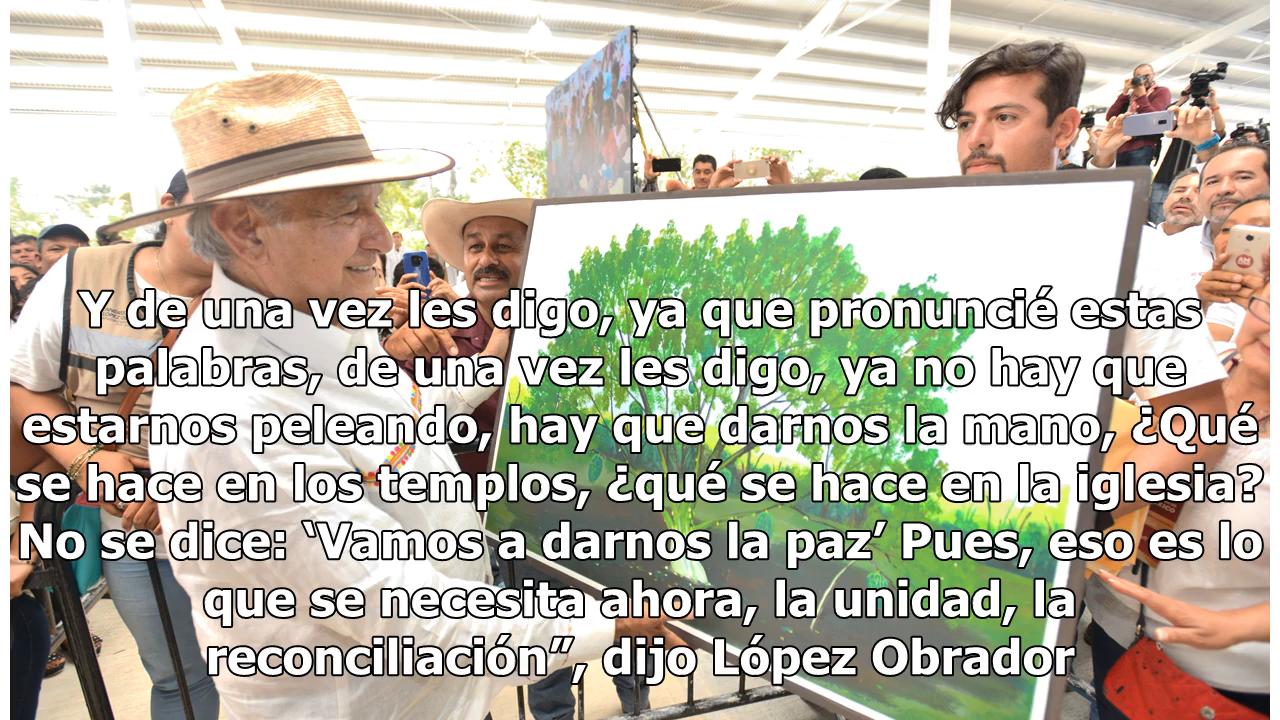 Y de una vez les digo, ya que pronuncié estas
palabras, de una vez les digo, ya no hay que
estarnos peleando, hay que darnos la mano, ¿Qué
se hace en los templos, ¿qué se hace en la iglesia?
No se dice: ‘Vamos a darnos la paz’ Pues, eso es lo
que se necesita ahora, la unidad, la
reconciliación”, dijo López Obrador